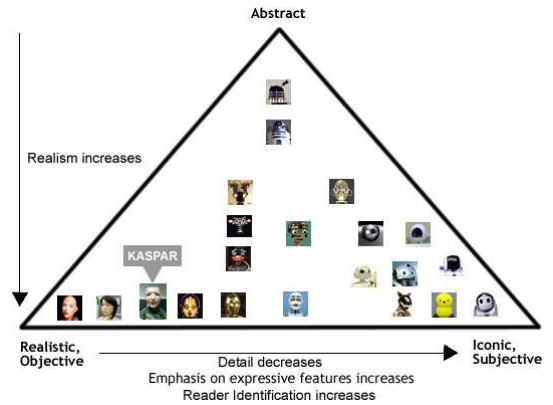 Abstract
Realism increases
KASPAR
Realistic,
Objective
Iconic,
Subjective
Detail decreases
Emphasis on expressive features increases
Reader Identification increases